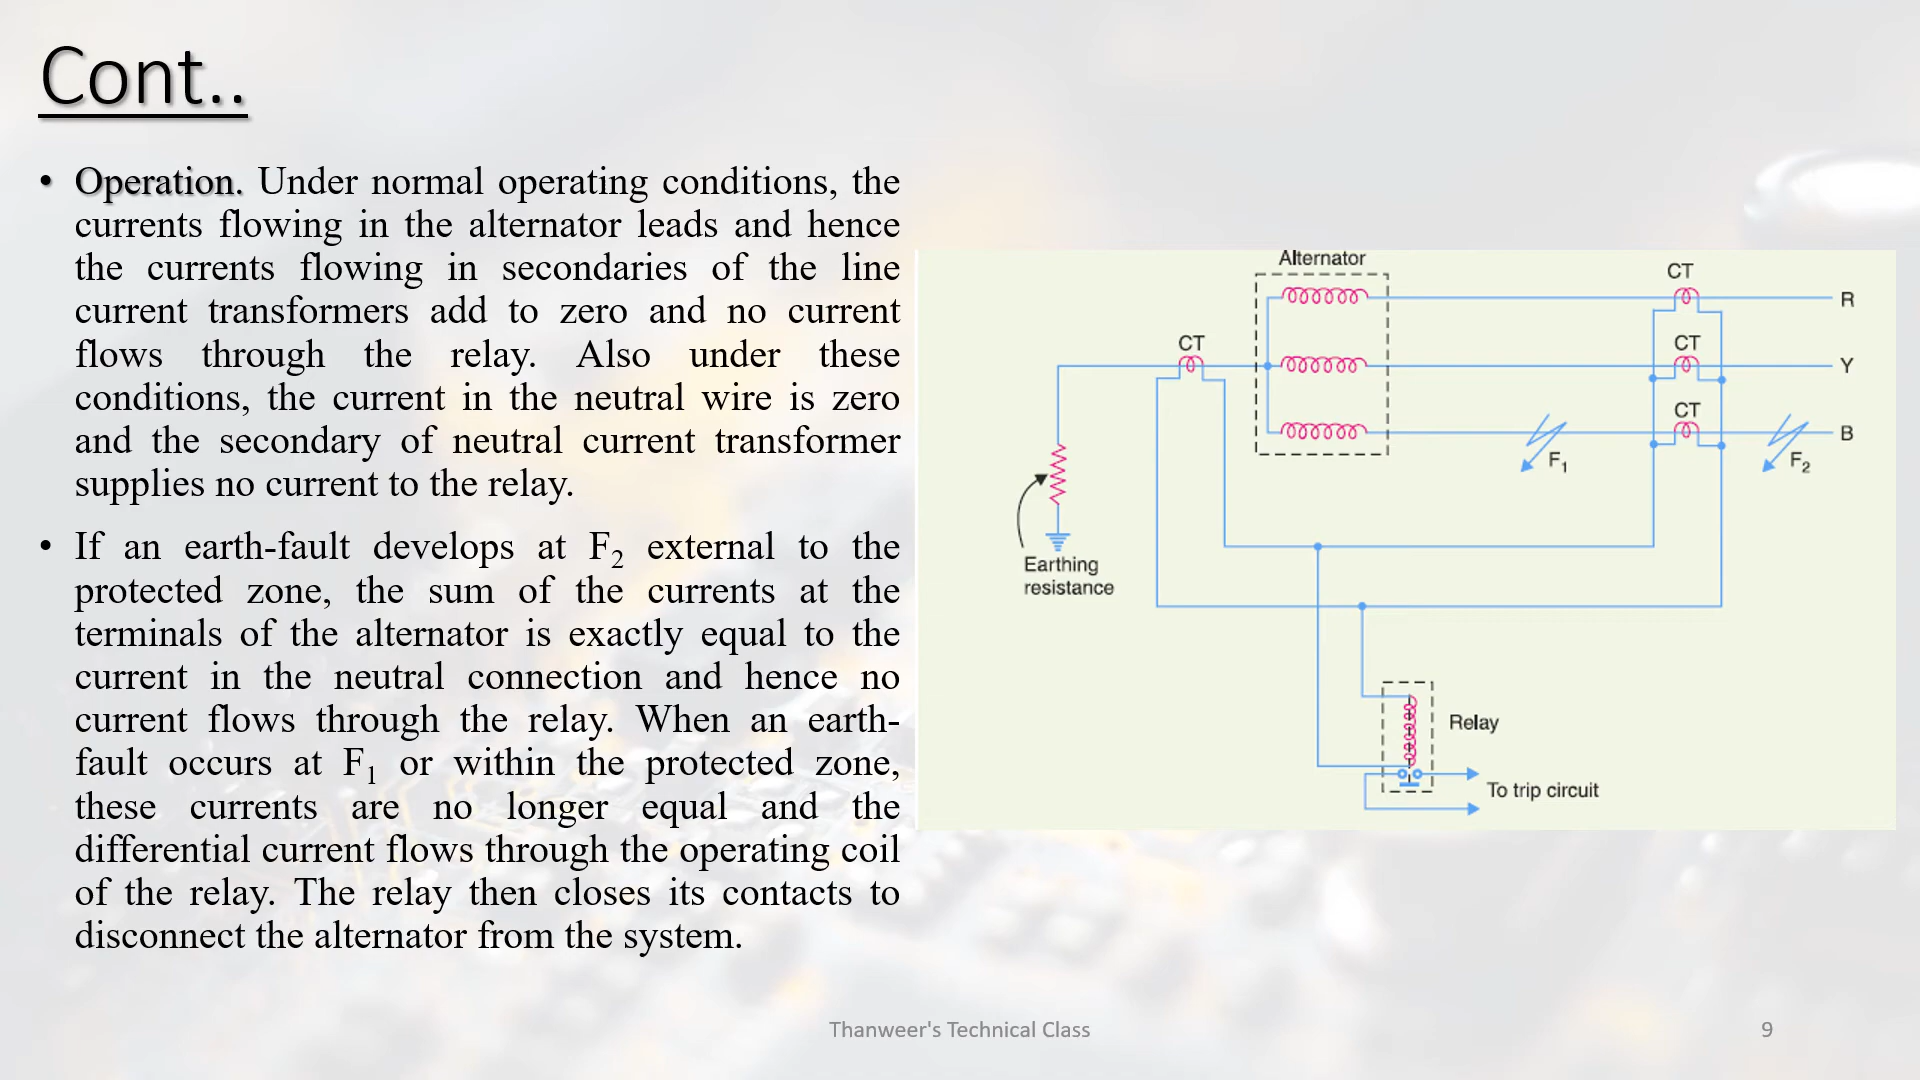 Cont..
• Operation. Under normal operating conditions, the
currents flowing in the alternator leads and hence
the currents flowing in secondaries of the line
current transformers add to zero and no current
flows through the relay. Also under these
conditions, the current in the neutral wire is zero
and the secondary of neutral current transformer
supplies no current to the relay.
• If an earth-fault develops at F₂ external to the
protected zone, the sum of the currents at the
terminals of the alternator is exactly equal to the
current in the neutral connection and hence no
current flows through the relay. When an earth-
fault occurs at F₁ or within the protected zone,
these currents are no longer equal and the
differential current flows through the operating coil
of the relay. The relay then closes its contacts to
disconnect the alternator from the system.
Alternator
CT
R
CT
CT
Y
CT
B
F₁
F₂
Earthing
resistance
Relay
To trip circuit
Thanweer's Technical Class
9